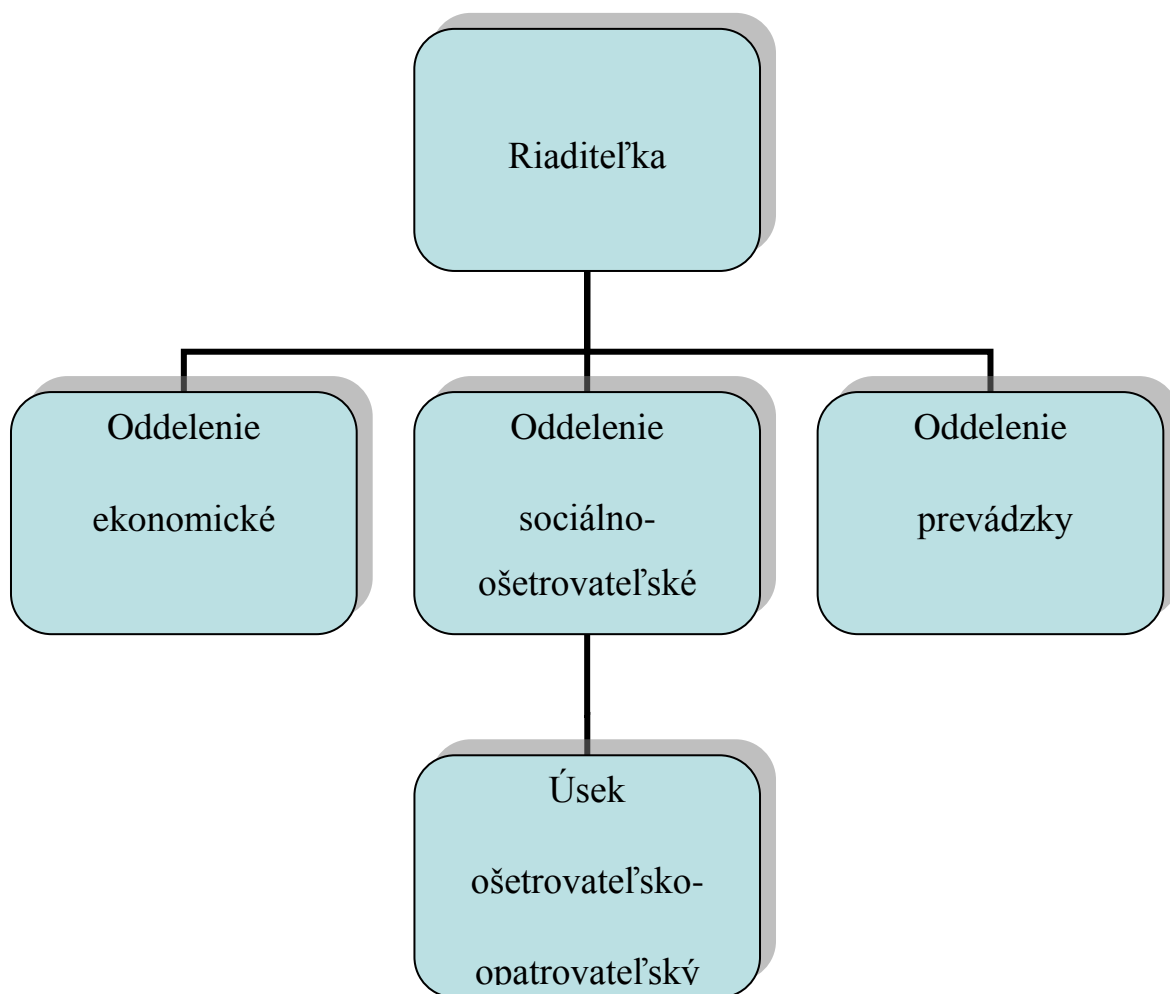 Riaditeľka
Oddelenie
ekonomické
Oddelenie
sociálno-
ošetrovateľské
Oddelenie
prevádzky
Úsek
ošetrovateľsko-
opatrovateľský